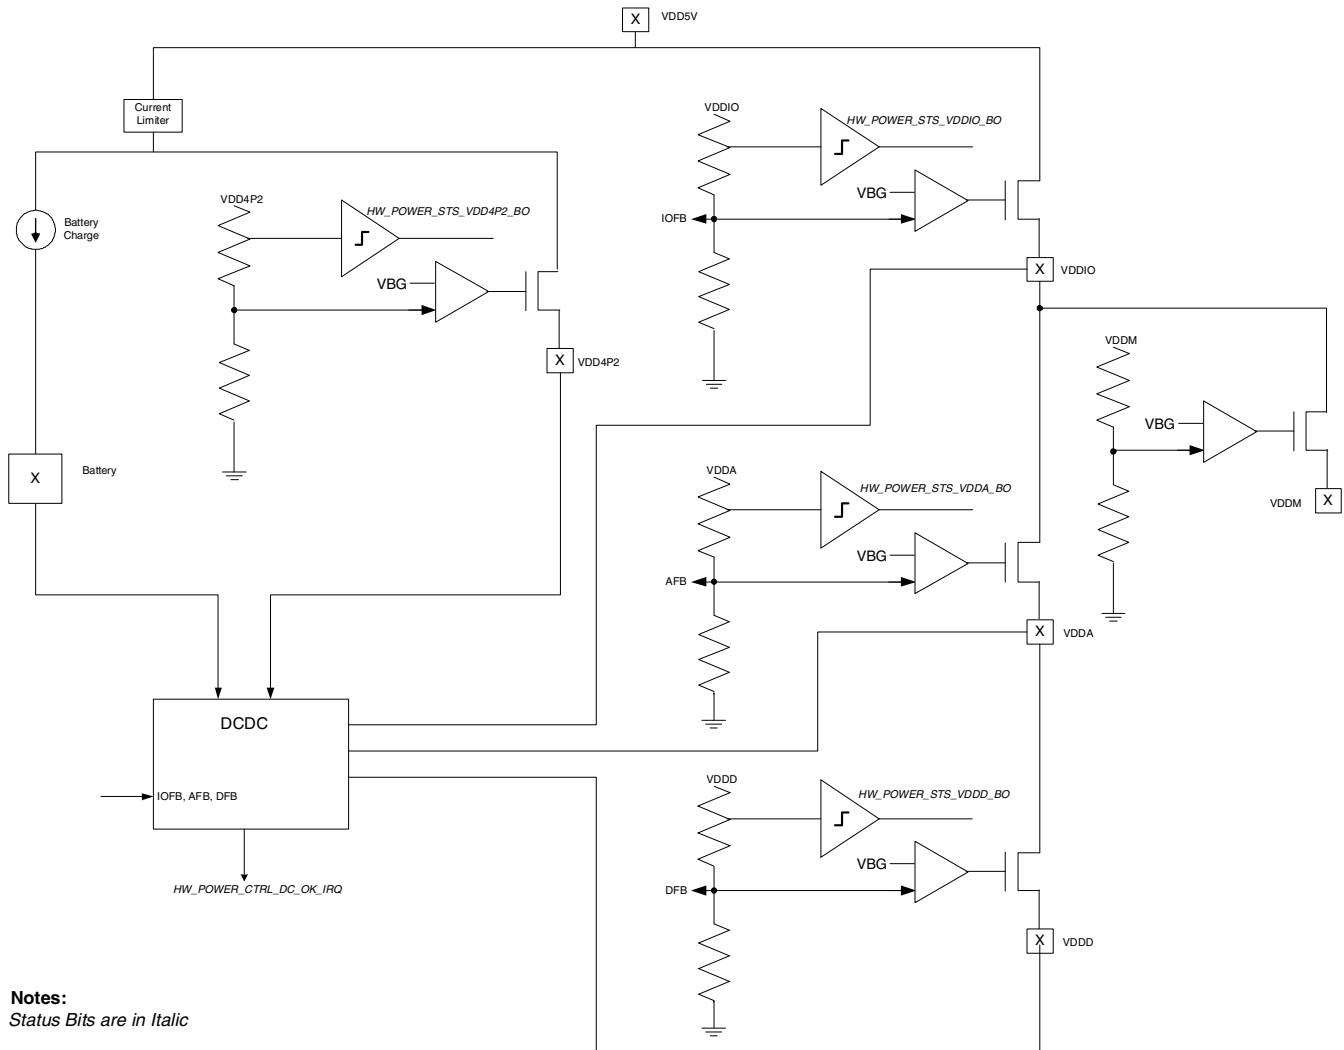 X
VDD5V
Current
Limiter
Battery
Charge
VDD4P2
HW_POWER_STS_VDD4P2_BO
VBG
X
VDD4P2
X
Battery
VDDIO
HW_POWER_STS_VDDIO_BO
VBG
IOFB
X
VDDIO
VDDM
VBG
VDDM
X
VDDA
HW_POWER_STS_VDDA_BO
VBG
AFB
X
VDDA
DCDC
IOFB, AFB, DFB
HW_POWER_CTRL_DC_OK_IRQ
VDDD
HW_POWER_STS_VDDD_BO
VBG
DFB
X
VDDD
Notes:
Status Bits are in Italic